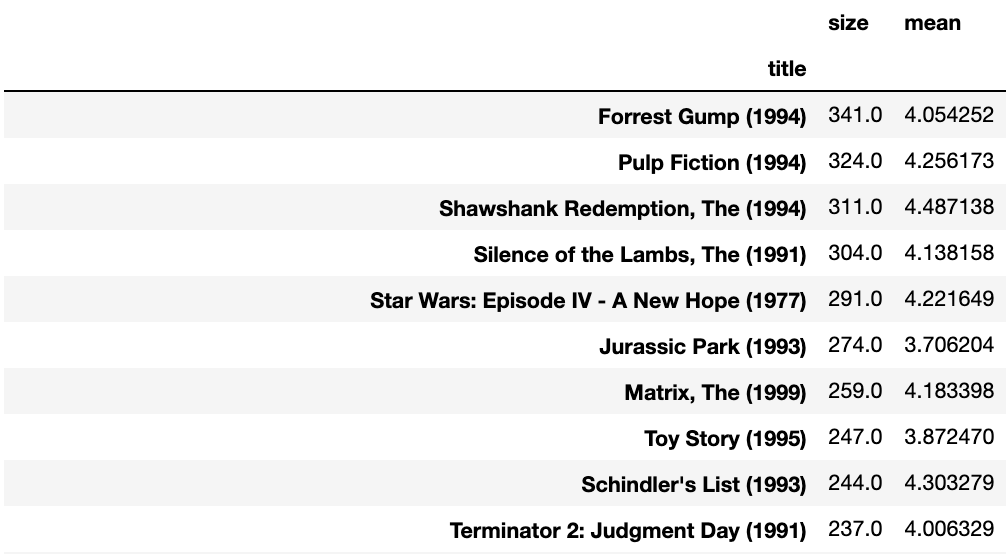 size mean
title
Forrest Gump (1994) 341.0 4.054252
Pulp Fiction (1994) 324.0 4.256173
Shawshank Redemption, The (1994) 311.0 4.487138
Silence of the Lambs, The (1991) 304.0 4.138158
Star Wars: Episode IV - A New Hope (1977) 291.0 4.221649
Jurassic Park (1993) 274.0 3.706204
Matrix, The (1999) 259.0 4.183398
Toy Story (1995) 247.0 3.872470
Schindler's List (1993) 244.0 4.303279
Terminator 2: Judgment Day (1991) 237.0 4.006329